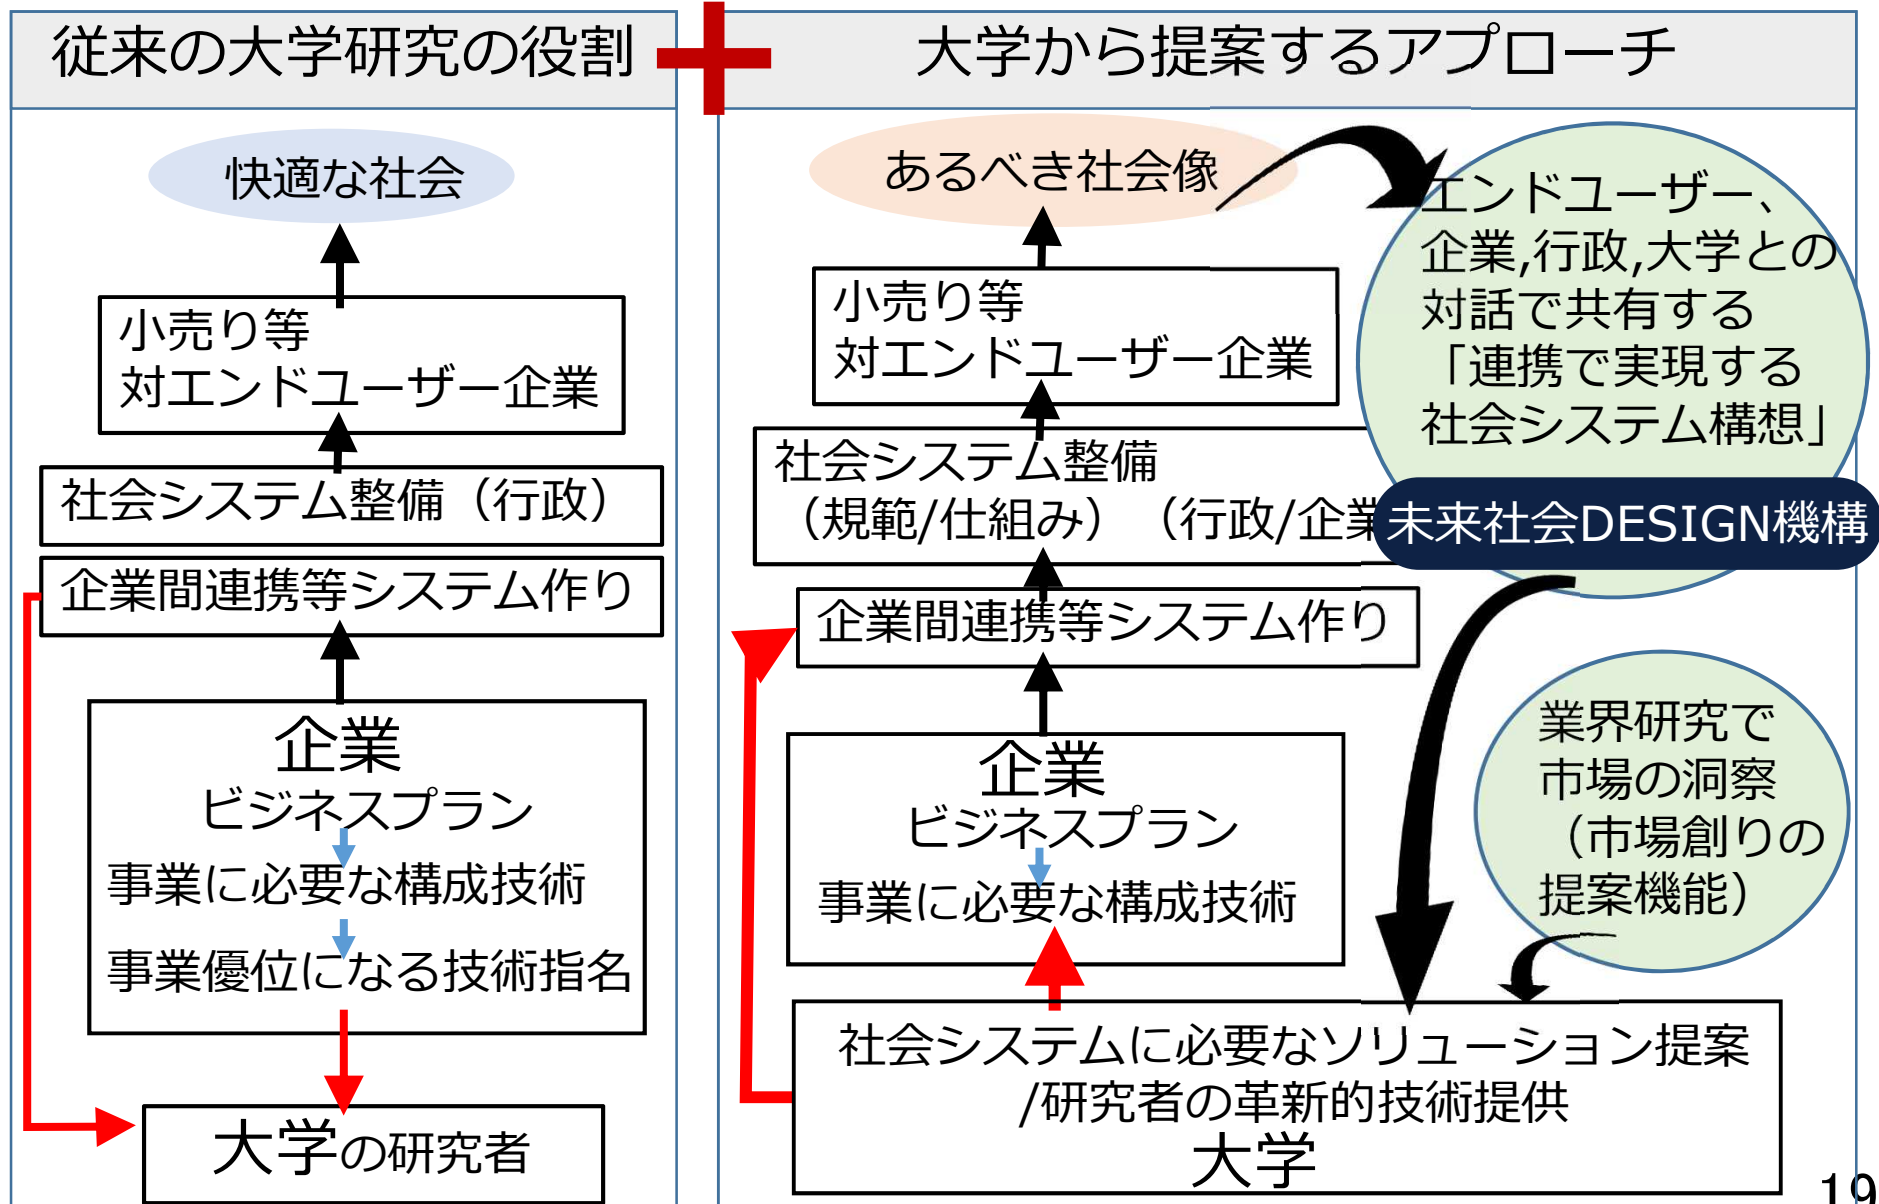 従来の大学研究の役割
快適な社会
小売り等
対エンドユーザー企業
社会システム整備（行政）
企業間連携等システム作り
企業
ビジネスプラン
事業に必要な構成技術
事業優位になる技術指名
大学の研究者
大学から提案するアプローチ
あるべき社会像
小売り等
対エンドユーザー企業
社会システム整備
（規範/仕組み）（行政/企業
企業間連携等システム作り
企業
ビジネスプラン
事業に必要な構成技術
社会システムに必要なソリューション提案
/研究者の革新的技術提供
大学
エンドユーザー、
企業,行政,大学との
対話で共有する
「連携で実現する
社会システム構想」
未来社会DESIGN機構
業界研究で
市場の洞察
（市場創りの
提案機能）
19